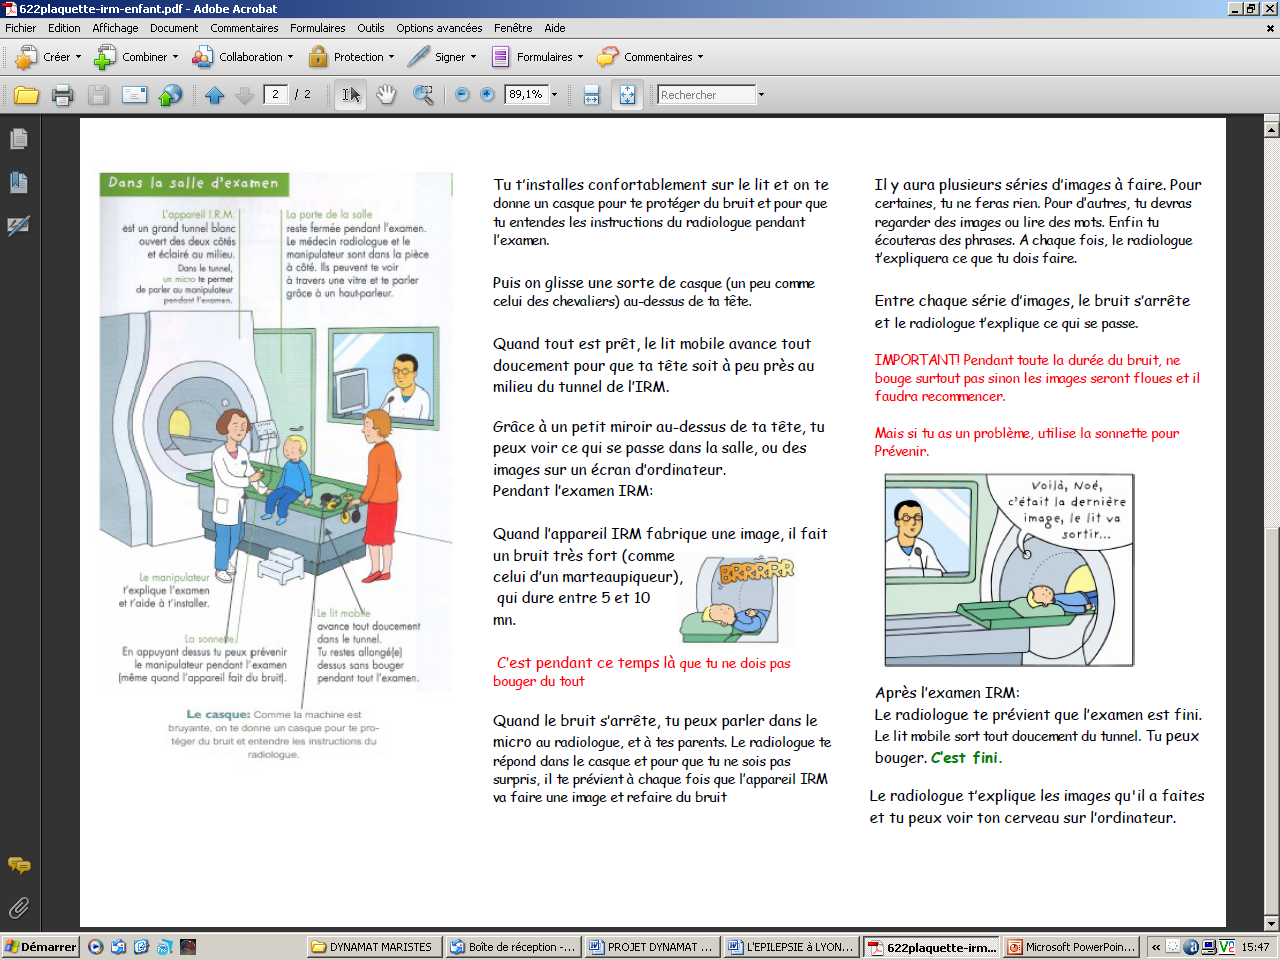 622plaquette-irm-enfant.pdf - Adobe Acrobat
Fichier Edition Affichage Document Commentaires Formulaires Outils Options avancées Fenêtre Aide
Créer Combiner Collaboration Protection Signer Formulaires Commentaires
2 / 2 89,1% Rechercher
Dans la salle d'examen
L'appareil I.R.M.
est un grand tunnel blanc
ouvert des deux côtés
et éclairé au milieu.
Dans le tunnel,
un micro te permet
de parler au manipulateur
pendant l'examen.
La porte de la salle
reste fermée pendant l'examen.
Le médecin radiologue et le
manipulateur sont dans la pièce
à côté. Ils peuvent te voir
à travers une vitre et te parler
grâce à un haut-parleur.
Le manipulateur
t'explique l'examen
et t'aide à t'installer.
La sonnette
En appuyant dessus tu peux prévenir
le manipulateur pendant l'examen
(même quand l'appareil fait du bruit).
Le lit mobile
avance tout doucement
dans le tunnel.
Tu restes allongé(e)
dessus sans bouger
pendant tout l'examen.
Le casque: Comme la machine est
bruyante, on te donne un casque pour te pro-
téger du bruit et entendre les instructions du
radiologue.
Tu t'installes confortablement sur le lit et on te
donne un casque pour te protéger du bruit et pour que
tu entendes les instructions du radiologue pendant
l'examen.
Puis on glisse une sorte de casque (un peu comme
celui des chevaliers) au-dessus de ta tête.
Quand tout est prêt, le lit mobile avance tout
doucement pour que ta tête soit à peu près au
milieu du tunnel de l'IRM.
Grâce à un petit miroir au-dessus de ta tête, tu
peux voir ce qui se passe dans la salle, ou des
images sur un écran d'ordinateur.
Pendant l'examen IRM:
Quand l'appareil IRM fabrique une image, il fait
un bruit très fort (comme
celui d'un marteaupiqueur),
qui dure entre 5 et 10
mn.
BRRRRRR
C'est pendant ce temps là que tu ne dois pas
bouger du tout
Quand le bruit s'arrête, tu peux parler dans le
micro au radiologue, et à tes parents. Le radiologue te
répond dans le casque et pour que tu ne sois pas
surpris, il te prévient à chaque fois que l'appareil IRM
va faire une image et refaire du bruit
Il y aura plusieurs séries d'images à faire. Pour
certaines, tu ne feras rien. Pour d'autres, tu devras
regarder des images ou lire des mots. Enfin tu
écouteras des phrases. A chaque fois, le radiologue
t'expliquera ce que tu dois faire.
Entre chaque série d'images, le bruit s'arrête
et le radiologue t'explique ce qui se passe.
IMPORTANT! Pendant toute la durée du bruit, ne
bouge surtout pas sinon les images seront floues et il
faudra recommencer.
Mais si tu as un problème, utilise la sonnette pour
Prévenir.
Voilà, Noé,
c'était la dernière
image, le lit va
sortir...
Après l'examen IRM:
Le radiologue te prévient que l'examen est fini.
Le lit mobile sort tout doucement du tunnel. Tu peux
bouger. C'est fini.
Le radiologue t'explique les images qu'il a faites
et tu peux voir ton cerveau sur l'ordinateur.
Démarrer DYNAMAT MARISTES Boîte de réception -... PROJET DYNAMAT ... L'EPILEPSIE à LYON... 622plaquette-irm... Microsoft PowerPoin... « 15:47